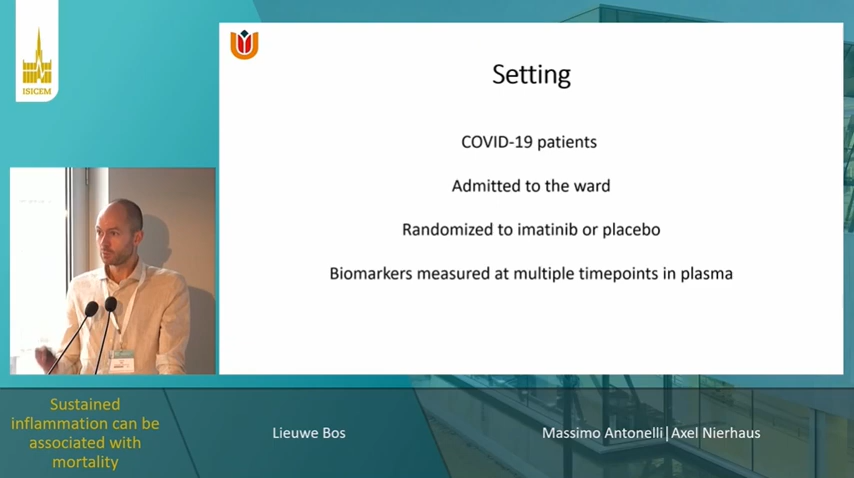 ISICEM
Setting
COVID-19 patients
Admitted to the ward
Randomized to imatinib or placebo
Biomarkers measured at multiple timepoints in plasma
Sustained
inflammation can be
associated with
mortality
Lieuwe Bos
Massimo Antonelli|Axel Nierhaus